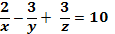 2/x - 3/y + 3/z = 10